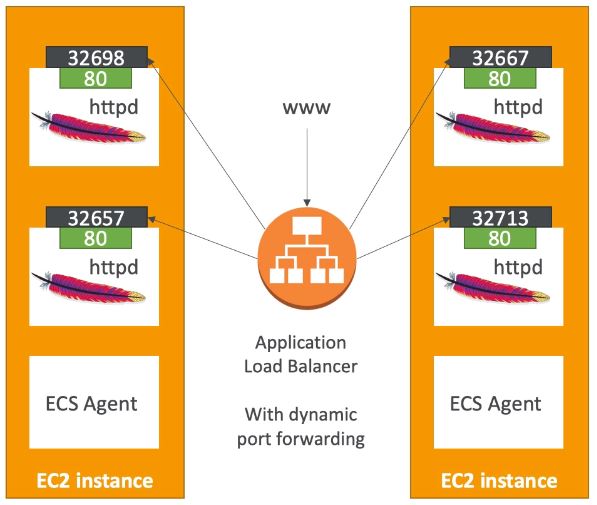 32698
80
httpd
32657
80
httpd
ECS Agent
EC2 instance
www
Application
Load Balancer
With dynamic
port forwarding
32667
80
httpd
32713
80
httpd
ECS Agent
EC2 instance